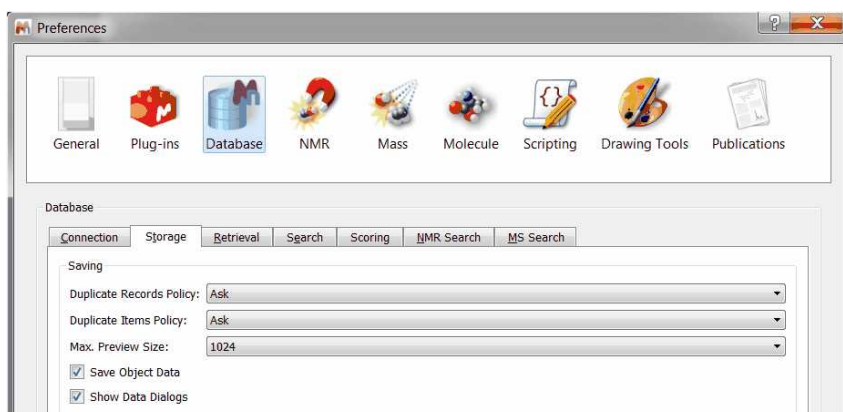 Preferences
General Plug-ins Database NMR Mass Molecule Scripting Drawing Tools Publications
Database
Connection Storage Retrieval Search Scoring NMR Search MS Search
Saving
Duplicate Records Policy: Ask
Duplicate Items Policy: Ask
Max. Preview Size: 1024
Save Object Data
Show Data Dialogs